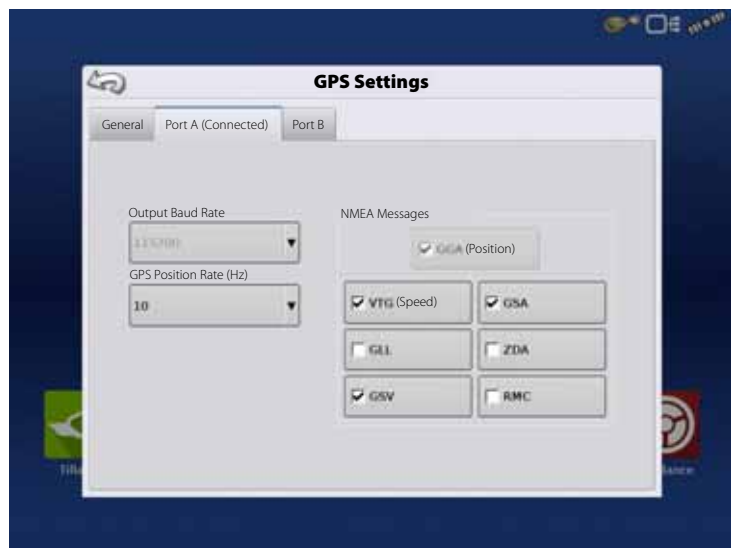 GPS Settings
General
Port A (Connected)
Port B
Output Baud Rate
NMEA Messages
115200
GGA (Position)
GPS Position Rate (Hz)
10
VTG (Speed)
GSA
GLL
ZDA
GSV
RMC